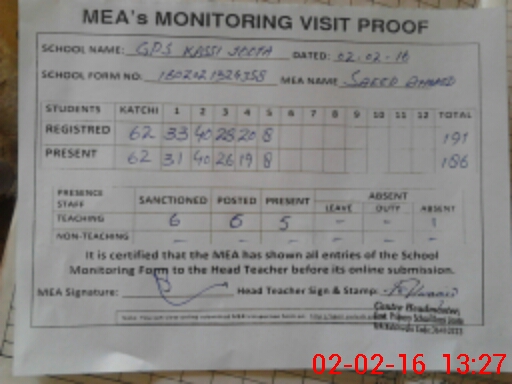 MEA's MONITORING VISIT PROOF
SCHOOL NAME: GPS KASSI JOOTA DATED: 02-02-16
SCHOOL FORM NO: MEA NAME SAEED AHMED
STUDENTS KATCHI 1 2 3 4 5 6 7 8 9 10 11 12 TOTAL
REGISTRED 62 33 40 28 20 8 191
PRESENT 62 31 40 26 19 8 186
PRESENCE STAFF SANCTIONED POSTED PRESENT ABSENT
LEAVE DUTY ABSENT
TEACHING 6 6 5 - - 1
NON-TEACHING - - - - - -
It is certified that the MEA has shown all entries of the School
Monitoring Form to the Head Teacher before its online submission.
MEA Signature: Head Teacher Sign & Stamp:
Centre Headmaster
02-02-16 13:27